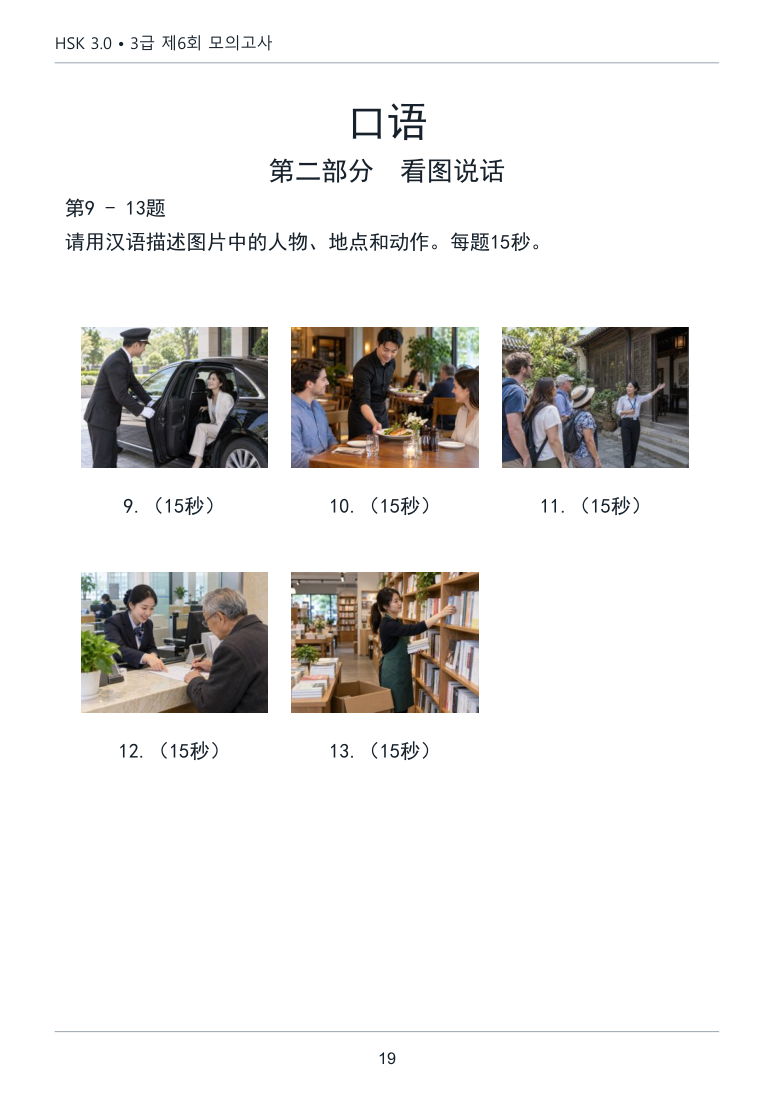 HSK 3.0 • 3급 제6회 모의고사
口语
第二部分　看图说话
第9 - 13题
请用汉语描述图片中的人物、地点和动作。每题15秒。
9.（15秒）
10.（15秒）
11.（15秒）
12.（15秒）
13.（15秒）
19